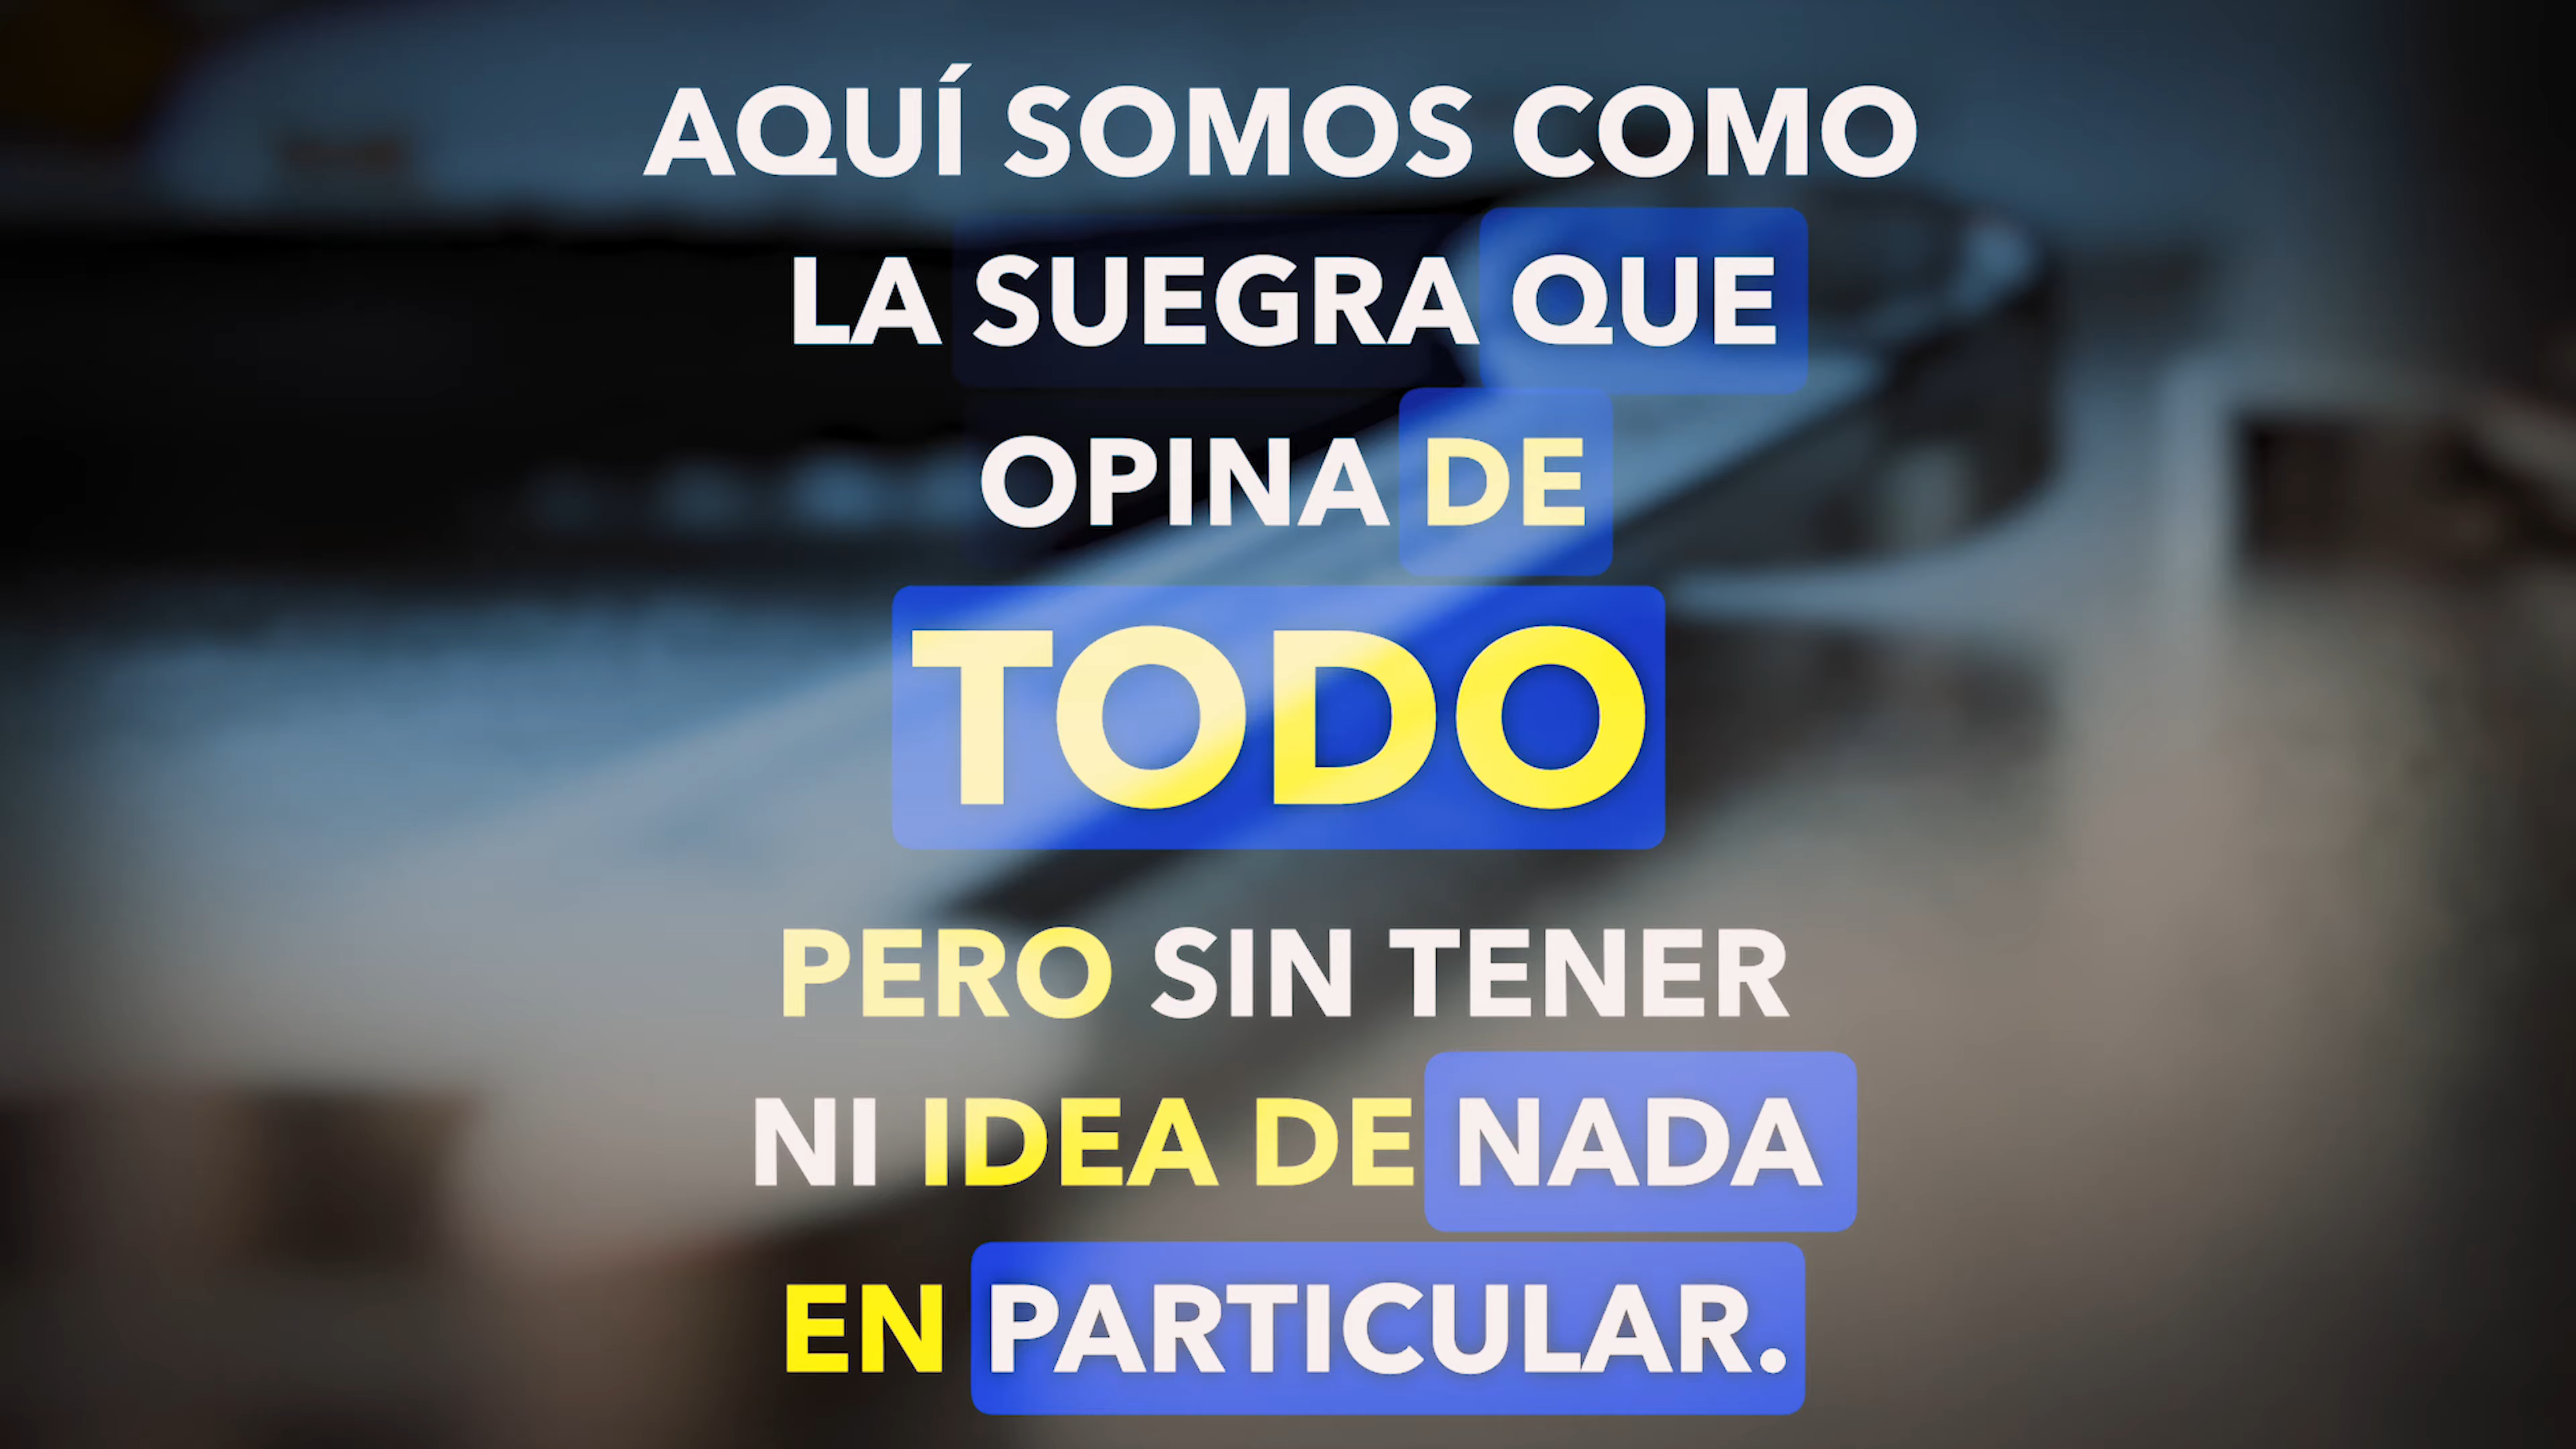 AQUÍ SOMOS COMO
LA SUEGRA QUE
OPINA DE
TODO
PERO SIN TENER
NI IDEA DE NADA
EN PARTICULAR.